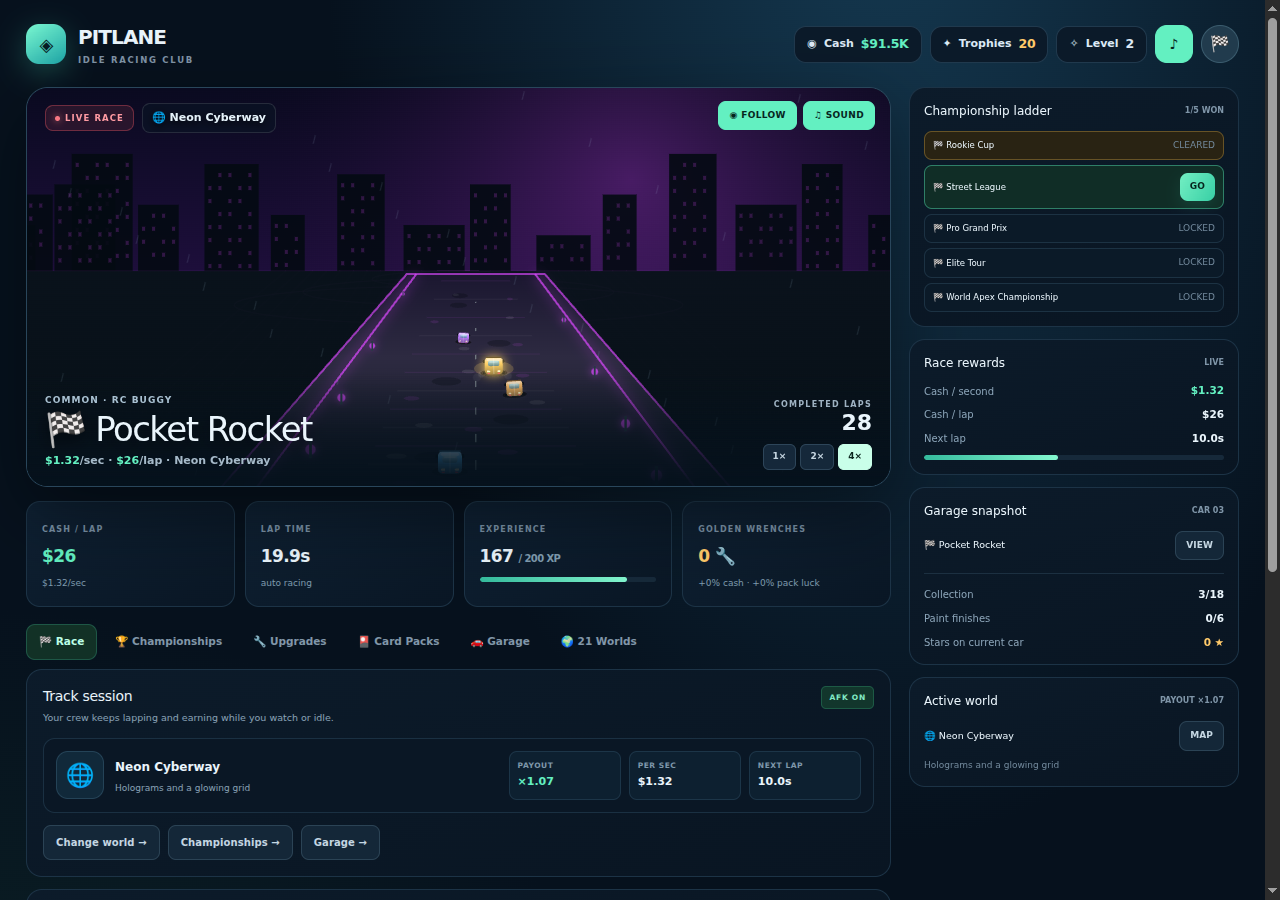 PITLANE
IDLE RACING CLUB
Cash $91.5K
Trophies 20
Level 2
LIVE RACE
Neon Cyberway
FOLLOW
SOUND
COMMON · RC BUGGY
Pocket Rocket
$1.32/sec · $26/lap · Neon Cyberway
COMPLETED LAPS
28
1×
2×
4×
CASH / LAP
$26
$1.32/sec
LAP TIME
19.9s
auto racing
EXPERIENCE
167 / 200 XP
GOLDEN WRENCHES
0
+0% cash · +0% pack luck
Race
Championships
Upgrades
Card Packs
Garage
21 Worlds
Track session
AFK ON
Your crew keeps lapping and earning while you watch or idle.
Neon Cyberway
Holograms and a glowing grid
PAYOUT
×1.07
PER SEC
$1.32
NEXT LAP
10.0s
Change world →
Championships →
Garage →
Championship ladder
1/5 WON
Rookie Cup
CLEARED
Street League
GO
Pro Grand Prix
LOCKED
Elite Tour
LOCKED
World Apex Championship
LOCKED
Race rewards
LIVE
Cash / second
$1.32
Cash / lap
$26
Next lap
10.0s
Garage snapshot
CAR 03
Pocket Rocket
VIEW
Collection
3/18
Paint finishes
0/6
Stars on current car
0 ★
Active world
PAYOUT ×1.07
Neon Cyberway
MAP
Holograms and a glowing grid